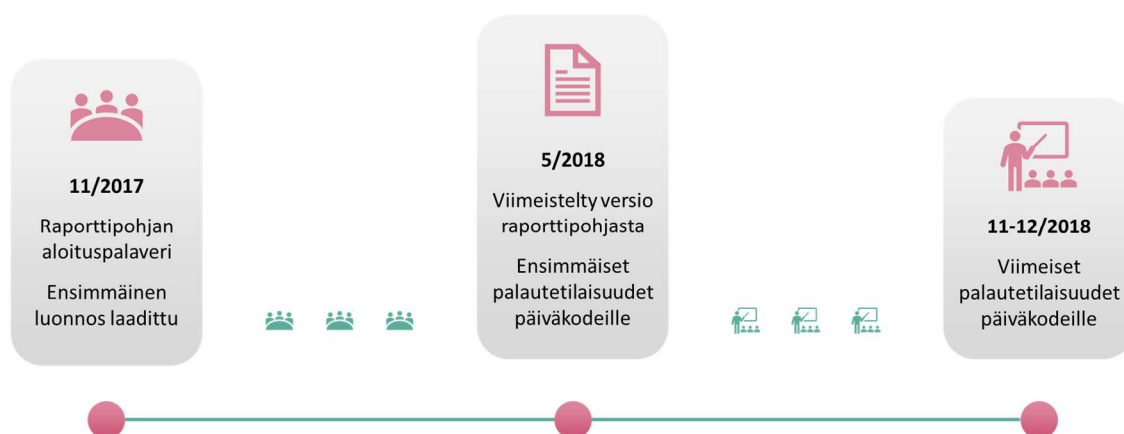 11/2017
Raporttipohjan
aloituspalaveri
Ensimmäinen
luonnos laadittu
5/2018
Viimeistelty versio
raporttipohjasta
Ensimmäiset
palautetilaisuudet
päiväkodeille
11-12/2018
Viimeiset
palautetilaisuudet
päiväkodeille